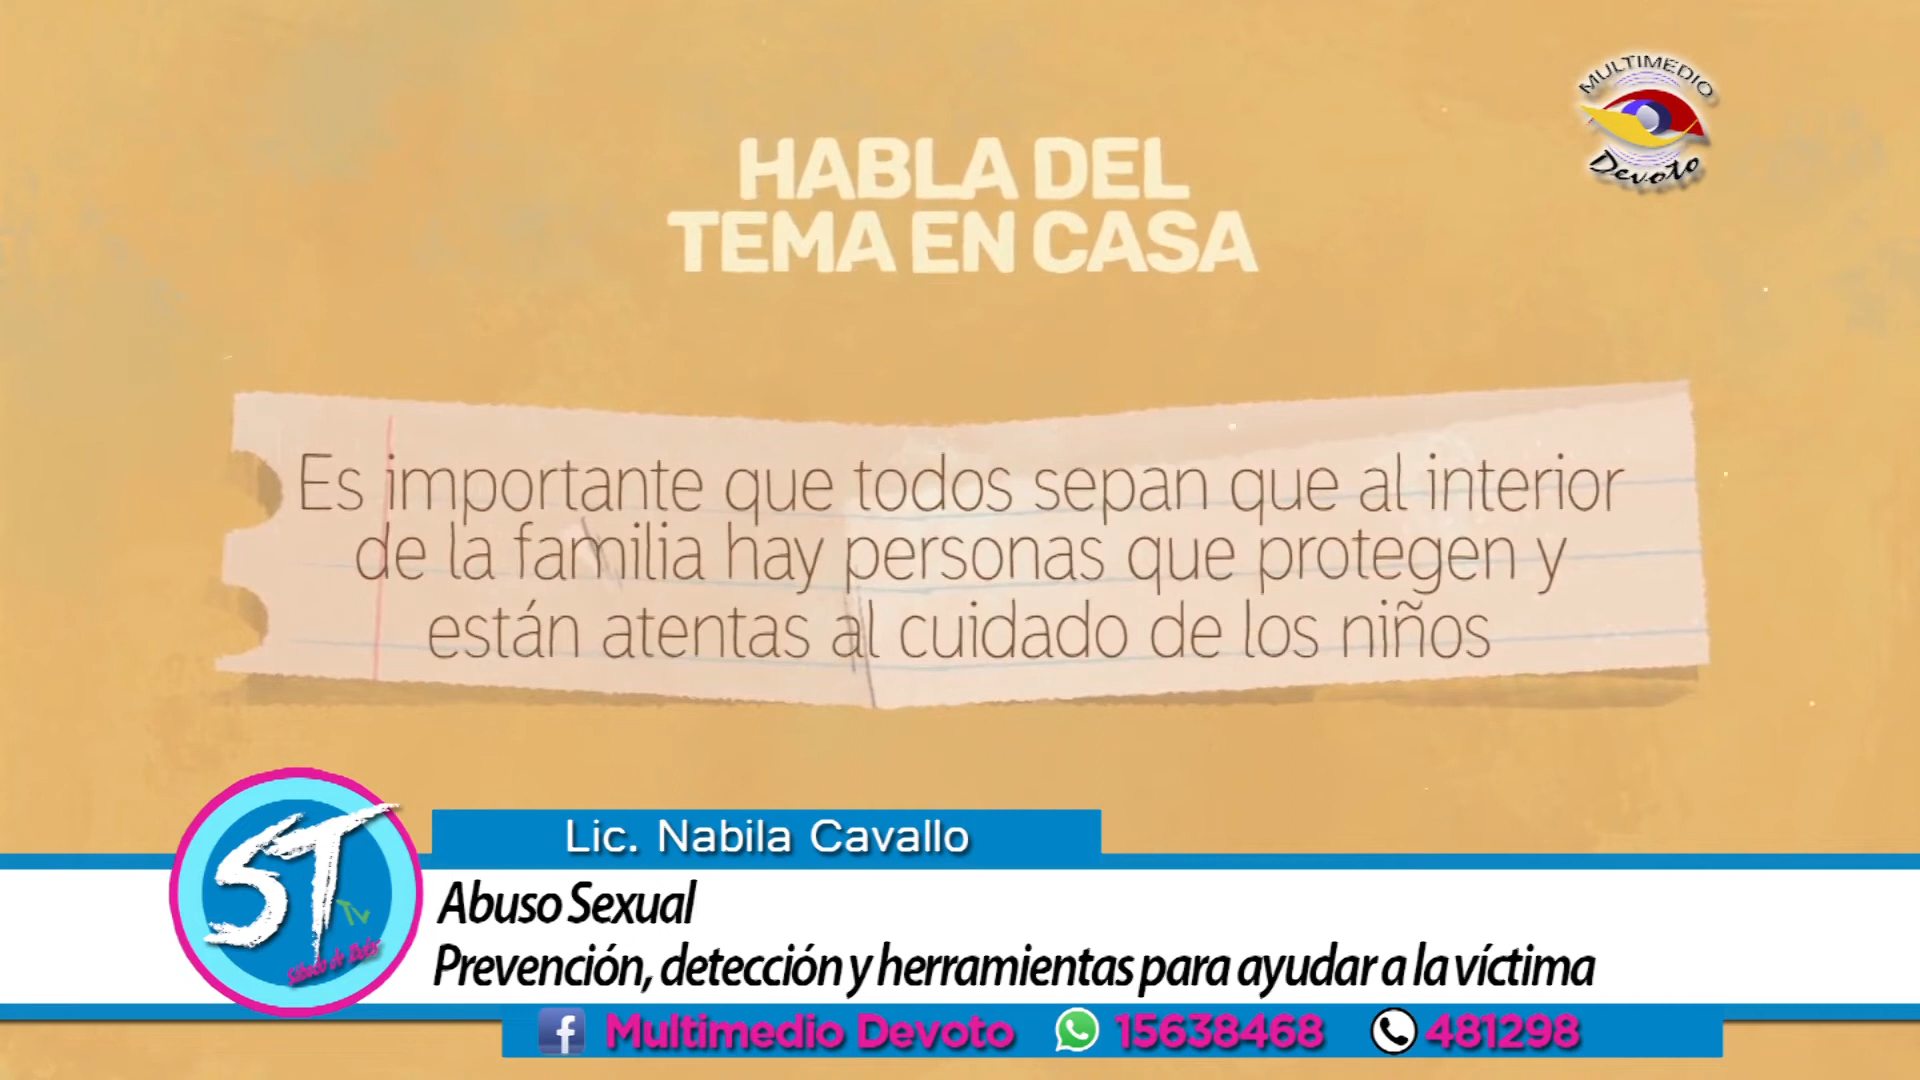 MULTIMEDIO
Devoto
HABLA DEL
TEMA EN CASA
Es importante que todos sepan que al interior
de la familia hay personas que protegen y
están atentas al cuidado de los niños
Lic. Nabila Cavallo
ST
TV
Abuso Sexual
Prevención, detección y herramientas para ayudar a la víctima
Multimedio Devoto 15638468 481298